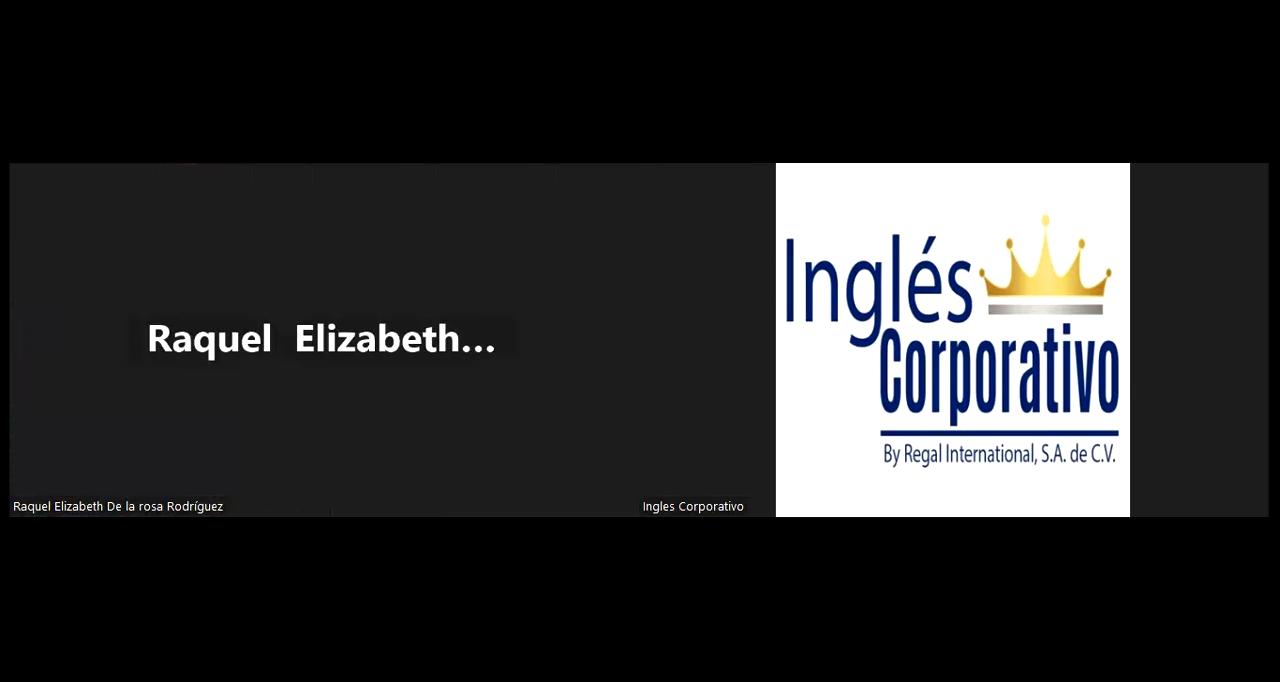 Raquel Elizabeth...
Raquel Elizabeth De la rosa Rodríguez
Ingles Corporativo
Inglés
Corporativo
By Regal International, S.A. de C.V.